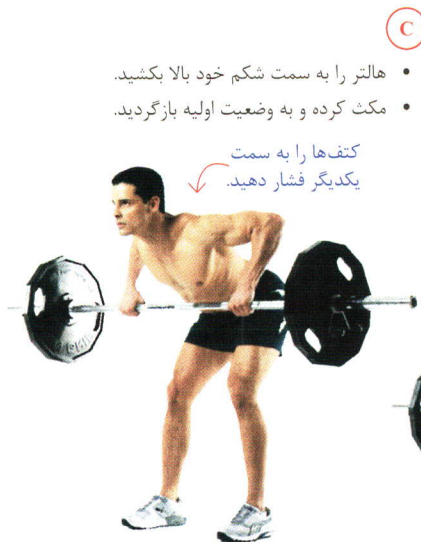 C
• هالتر را به سمت شکم خود بالا بکشید.
• مکث کرده و به وضعیت اولیه بازگردید.
کتف‌ها را به سمت
یکدیگر فشار دهید.